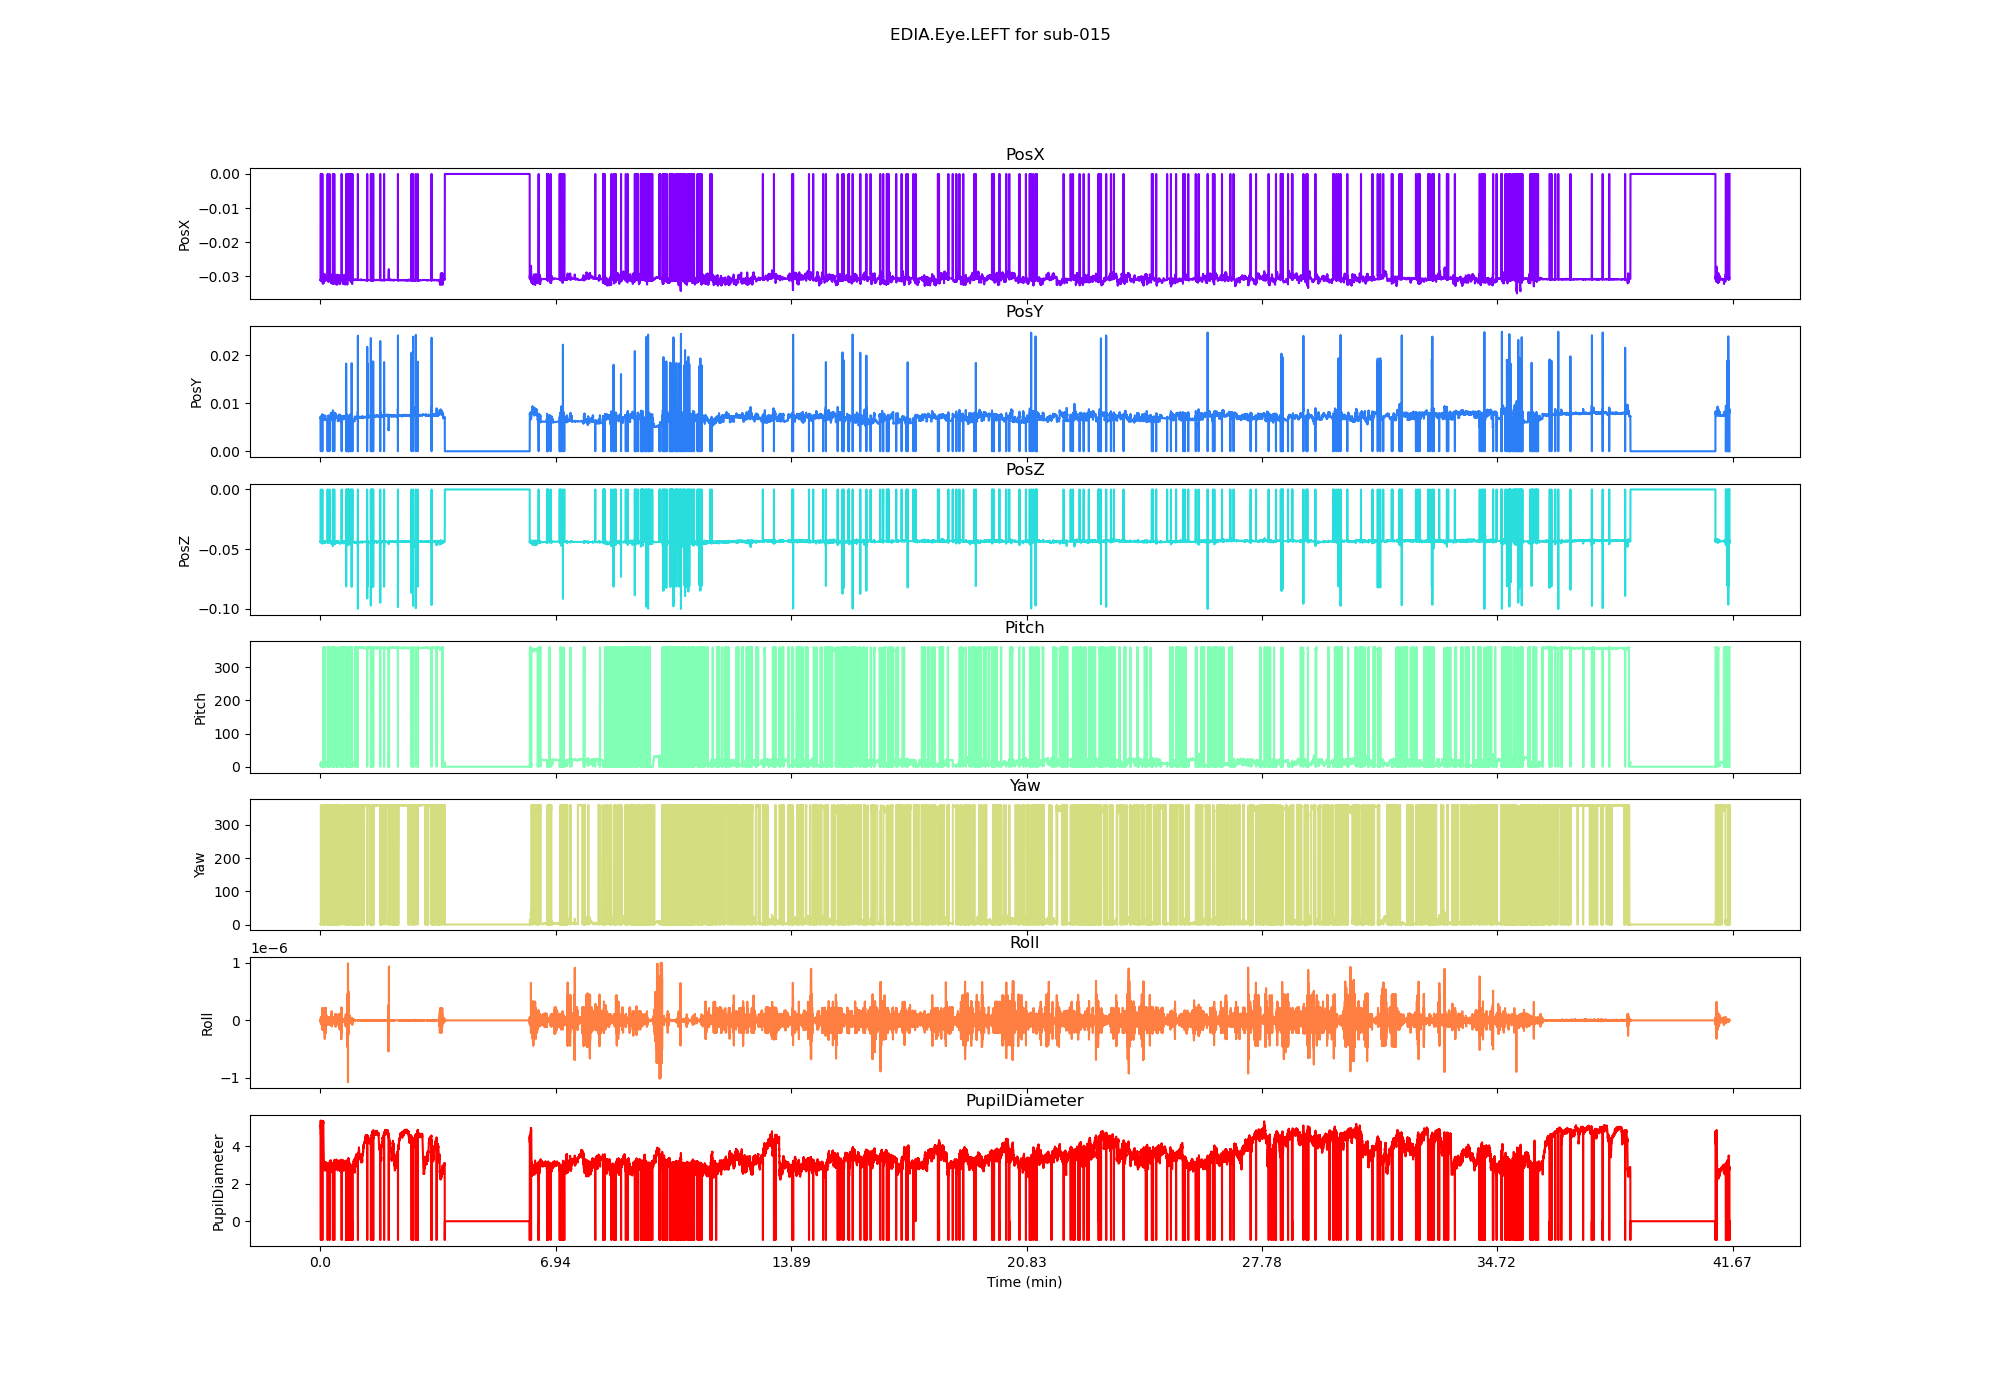 EDIA.Eye.LEFT for sub-015
PosX
PosX
0.00
−0.01
−0.02
−0.03
PosY
PosY
0.02
0.01
0.00
PosZ
PosZ
0.00
−0.05
−0.10
Pitch
Pitch
300
200
100
0
Yaw
Yaw
300
200
100
0
Roll
1e−6
Roll
1
0
−1
PupilDiameter
PupilDiameter
4
2
0
0.0 6.94 13.89 20.83 27.78 34.72 41.67
Time (min)